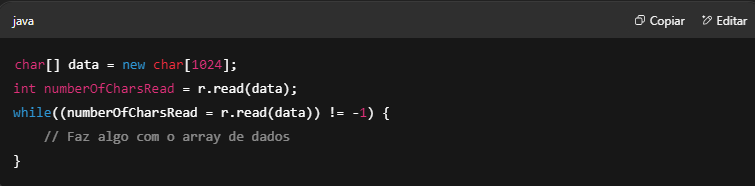 java Copiar Editar
char[] data = new char[1024];
int numberOfCharsRead = r.read(data);
while((numberOfCharsRead = r.read(data)) != -1) {
    // Faz algo com o array de dados
}